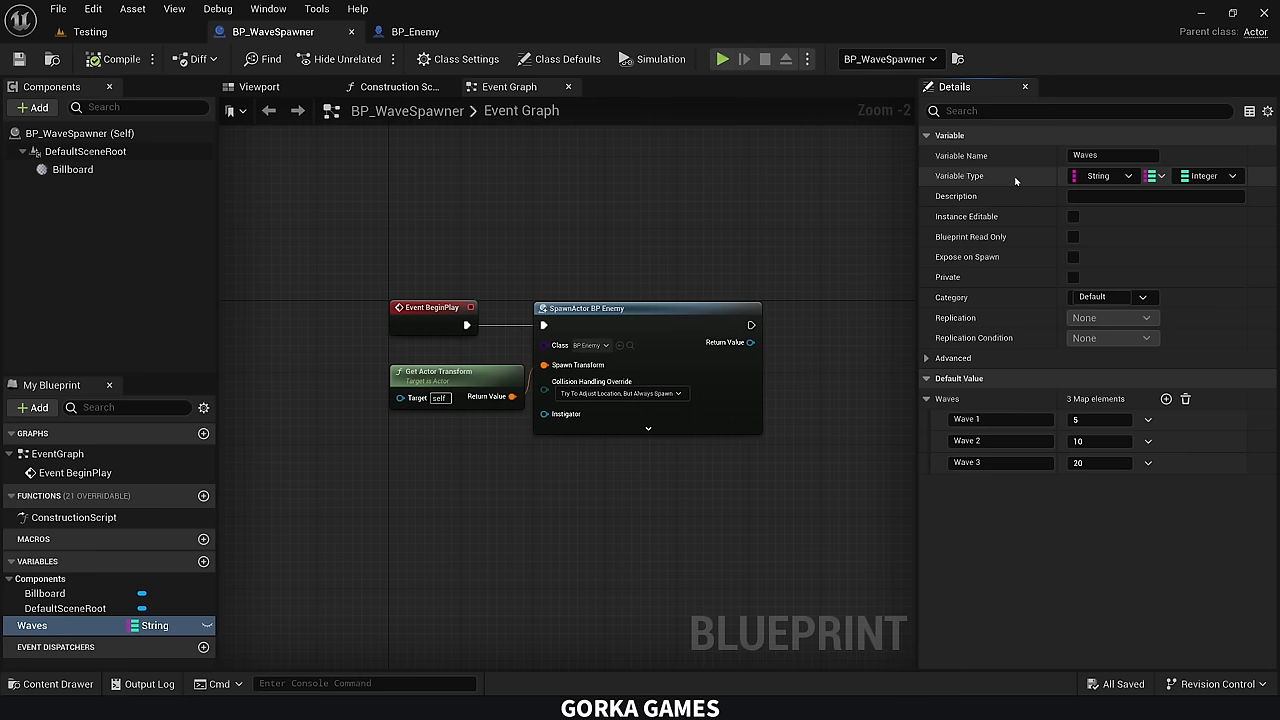 File Edit Asset View Debug Window Tools Help
Testing
BP_WaveSpawner
BP_Enemy
Parent class: Actor
Compile
Diff
Find
Hide Unrelated
Class Settings
Class Defaults
Simulation
BP_WaveSpawner
Components
Add
Search
BP_WaveSpawner (Self)
DefaultSceneRoot
Billboard
My Blueprint
Add
Search
GRAPHS
EventGraph
Event BeginPlay
FUNCTIONS (21 OVERRIDABLE)
ConstructionScript
MACROS
VARIABLES
Components
Billboard
DefaultSceneRoot
Waves String
EVENT DISPATCHERS
Viewport
Construction Sc...
Event Graph
BP_WaveSpawner > Event Graph
Zoom -2
Event BeginPlay
Get Actor Transform
Target is Actor
Target self Return Value
SpawnActor BP Enemy
Class BP Enemy Return Value
Spawn Transform
Collision Handling Override
Try To Adjust Location, But Always Spawn
Instigator
BLUEPRINT
Details
Search
Variable
Variable Name Waves
Variable Type String Integer
Description
Instance Editable
Blueprint Read Only
Expose on Spawn
Private
Category Default
Replication None
Replication Condition None
Advanced
Default Value
Waves 3 Map elements
Wave 1 5
Wave 2 10
Wave 3 20
Content Drawer
Output Log
Cmd
Enter Console Command
All Saved
Revision Control
GORKA GAMES